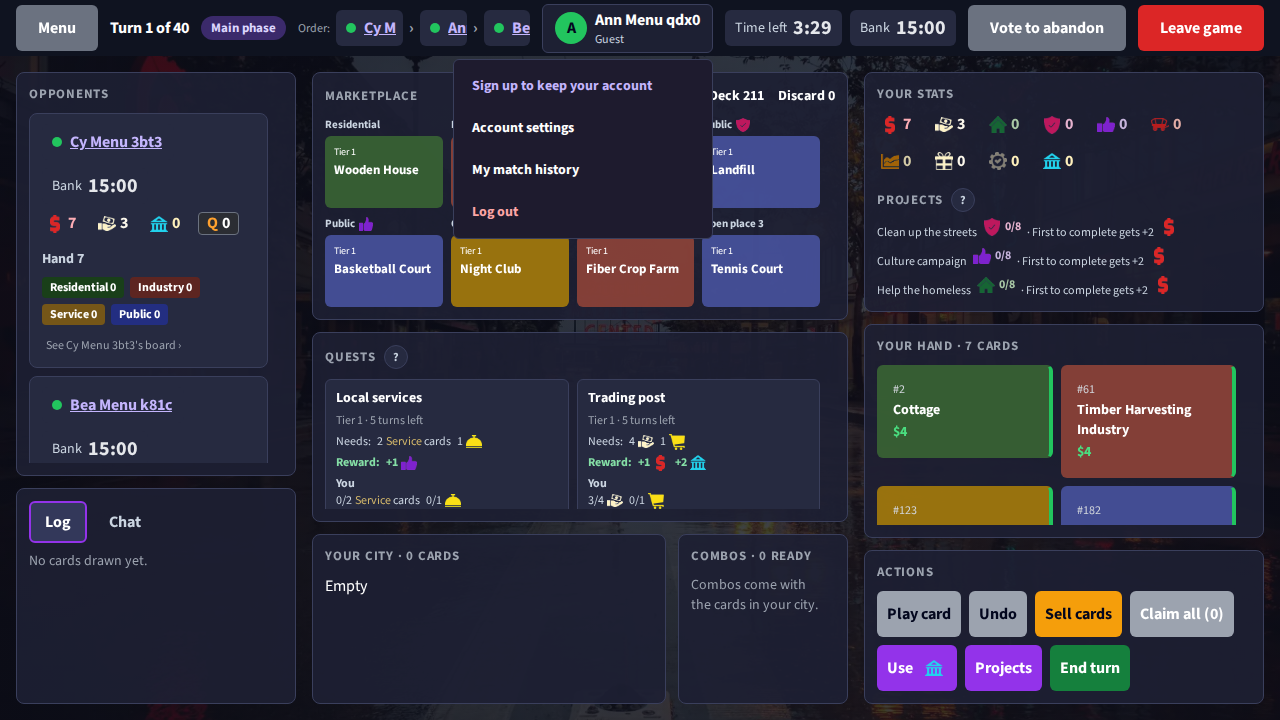 Menu
Turn 1 of 40
Main phase
Order:
Cy M
›
An
›
Be
A
Ann Menu qdx0
Guest
Time left 3:29
Bank 15:00
Vote to abandon
Leave game
Sign up to keep your account
Account settings
My match history
Log out
OPPONENTS
Cy Menu 3bt3
Bank 15:00
7 3 0 Q 0
Hand 7
Residential 0 Industry 0
Service 0 Public 0
See Cy Menu 3bt3's board ›
Bea Menu k81c
Bank 15:00
Log Chat
No cards drawn yet.
MARKETPLACE
Deck 211 Discard 0
Residential
Tier 1
Wooden House
Landfill
Public
open place 3
Tier 1
Basketball Court
Tier 1
Night Club
Tier 1
Fiber Crop Farm
Tier 1
Tennis Court
QUESTS ?
Local services
Tier 1 · 5 turns left
Needs: 2 Service cards 1
Reward: +1
You
0/2 Service cards 0/1
Trading post
Tier 1 · 5 turns left
Needs: 4 1
Reward: +1 +2
You
3/4 0/1
YOUR CITY · 0 CARDS
Empty
COMBOS · 0 READY
Combos come with
the cards in your city.
YOUR STATS
7 3 0 0 0 0
0 0 0 0
PROJECTS ?
Clean up the streets 0/8 · First to complete gets +2
Culture campaign 0/8 · First to complete gets +2
Help the homeless 0/8 · First to complete gets +2
YOUR HAND · 7 CARDS
#2
Cottage
$4
#61
Timber Harvesting
Industry
$4
#123
#182
ACTIONS
Play card
Undo
Sell cards
Claim all (0)
Use
Projects
End turn